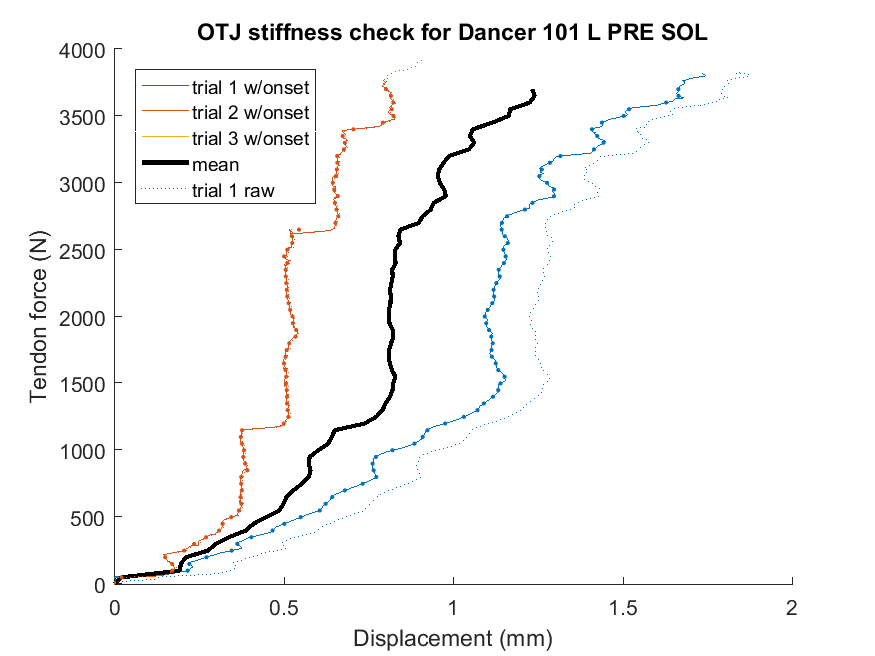 OTJ stiffness check for Dancer 101 L PRE SOL
4000
3500
3000
2500
2000
1500
1000
500
0
Tendon force (N)
trial 1 w/onset
trial 2 w/onset
trial 3 w/onset
mean
trial 1 raw
0
0.5
1
1.5
2
Displacement (mm)